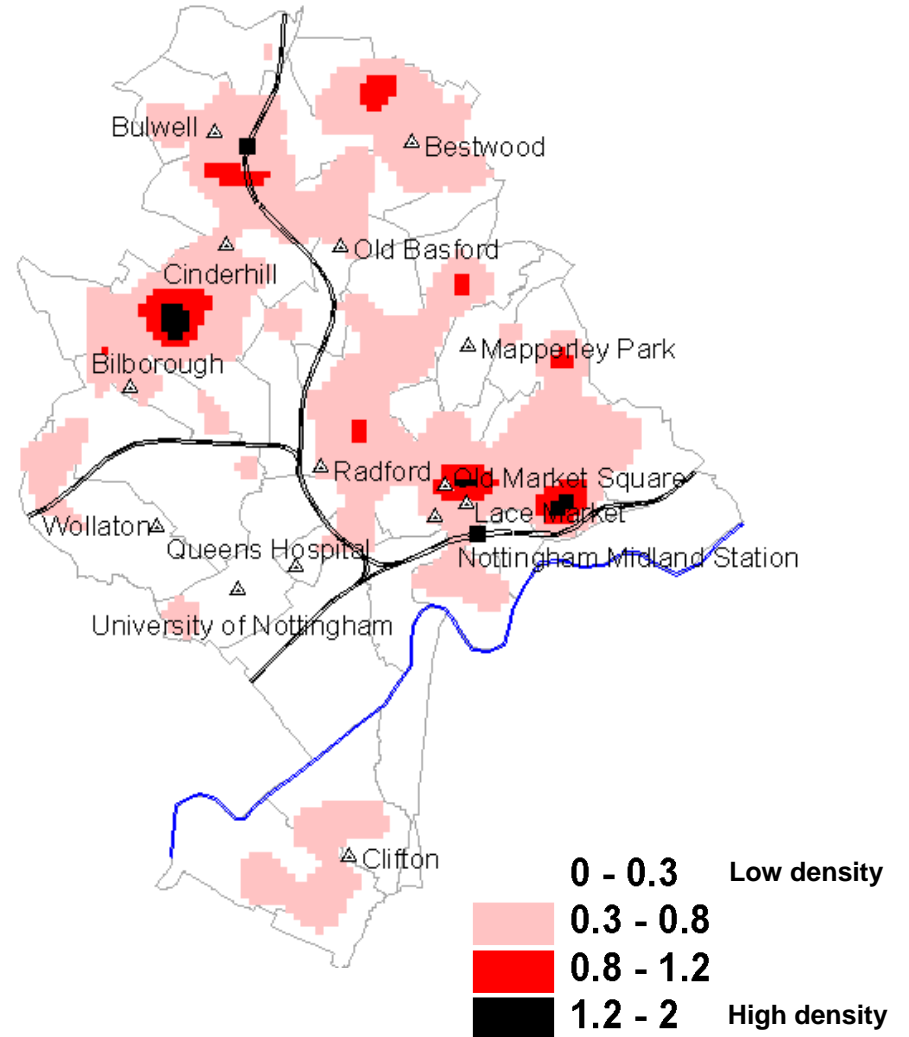 Bulwell
Bestwood
Old Basford
Cinderhill
Mapperley Park
Bilborough
Radford
Old Market Square
Lace Market
Wollaton
Queens Hospital
Nottingham Midland Station
University of Nottingham
Clifton
0 - 0.3 Low density
0.3 - 0.8
0.8 - 1.2
1.2 - 2 High density